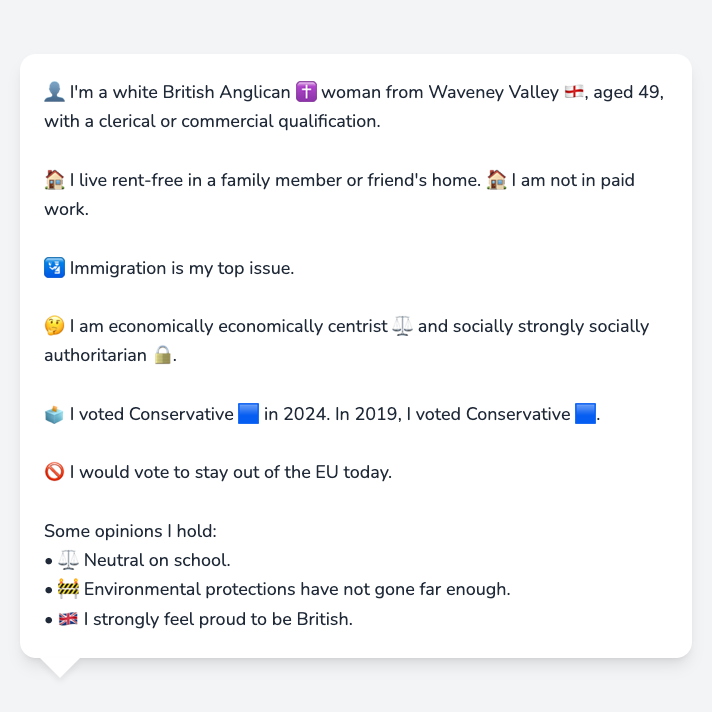 👤 I'm a white British Anglican ✝️ woman from Waveney Valley 🏴󠁧󠁢󠁥󠁮󠁧󠁿, aged 49,
with a clerical or commercial qualification.
🏠 I live rent-free in a family member or friend's home. 🏠 I am not in paid
work.
🛂 Immigration is my top issue.
🤔 I am economically economically centrist ⚖️ and socially strongly socially
authoritarian 🔒.
🗳️ I voted Conservative 🟦 in 2024. In 2019, I voted Conservative 🟦.
🚫 I would vote to stay out of the EU today.
Some opinions I hold:
• ⚖️ Neutral on school.
• 🚧 Environmental protections have not gone far enough.
• 🇬🇧 I strongly feel proud to be British.